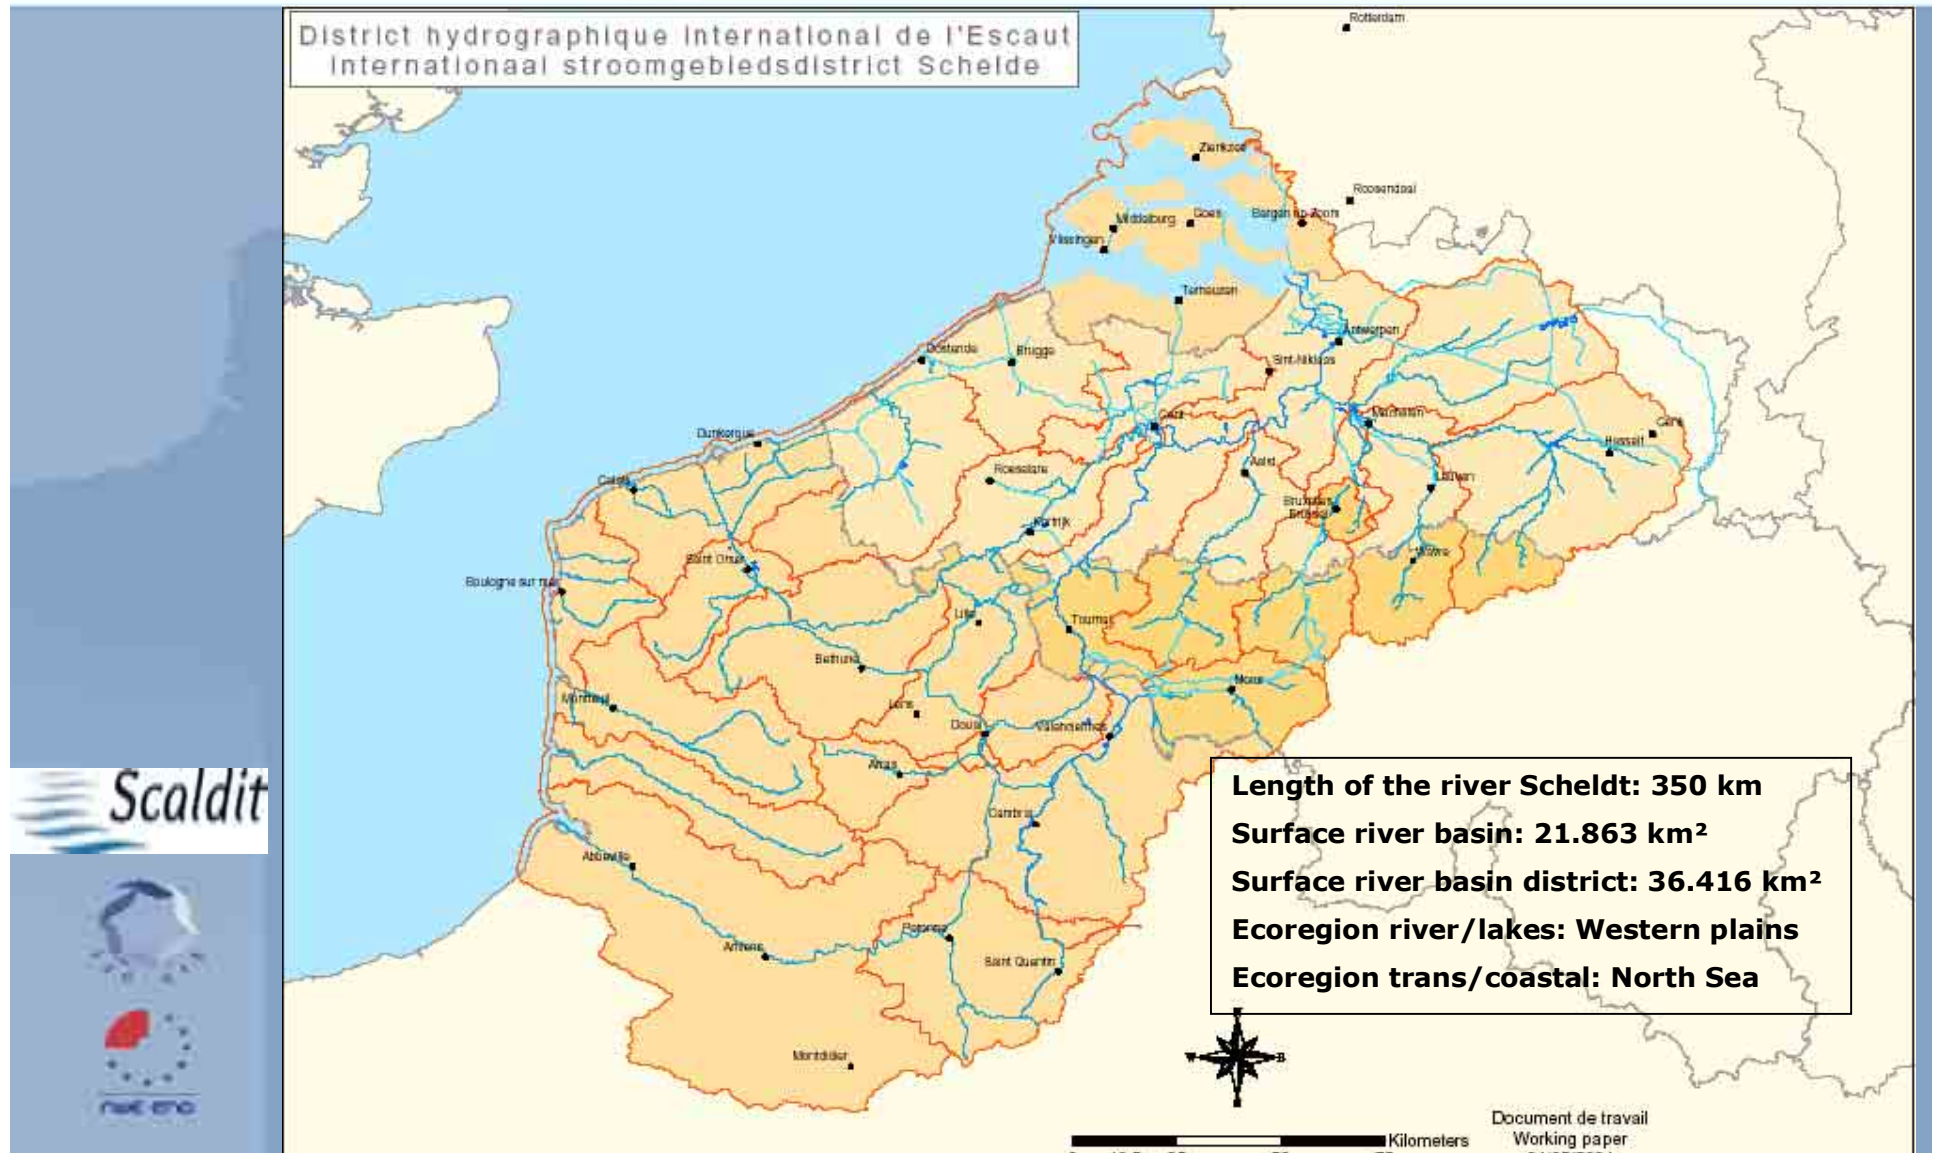 District hydrographique international de l'Escaut
Internationaal stroomgebiedsdistrict Schelde
Rotterdam
Zierikzee
Roosendaal
Middelburg
Goes
Bergen op Zoom
Vlissingen
Terneuzen
Antwerpen
Oostende
Brugge
Sint-Niklaas
Gent
Mechelen
Genk
Hasselt
Dunkerque
Roeselare
Aalst
Leuven
Calais
Bruxelles
Brussel
Kortrijk
Wavre
Saint Omer
Boulogne sur mer
Lille
Tournai
Bethune
Mons
Montreuil
Lens
Douai
Valenciennes
Arras
Scaldit
Length of the river Scheldt: 350 km
Surface river basin: 21.863 km²
Surface river basin district: 36.416 km²
Ecoregion river/lakes: Western plains
Ecoregion trans/coastal: North Sea
Cambrai
Abbeville
Peronne
Amiens
Saint Quentin
Montdidier
W
Kilometers
Document de travail
Working paper